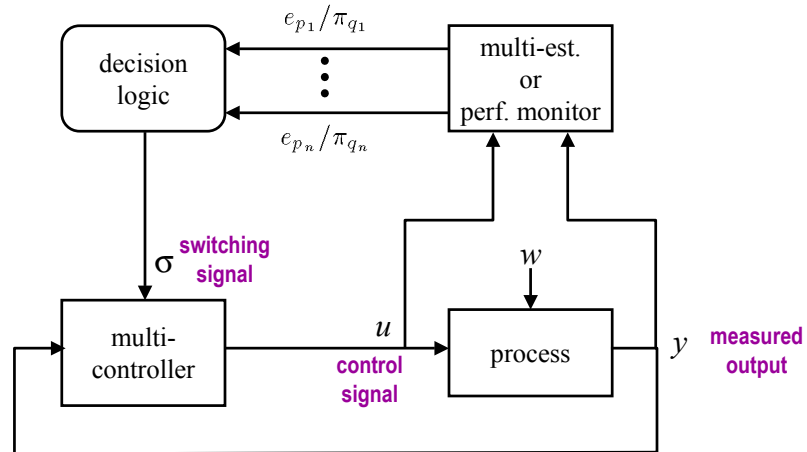 e_{p_1}/π_{q_1}
decision
logic
multi-est.
or
perf. monitor
e_{p_n}/π_{q_n}
σ switching
signal
w
multi-
controller
u
control
signal
process
y
measured
output